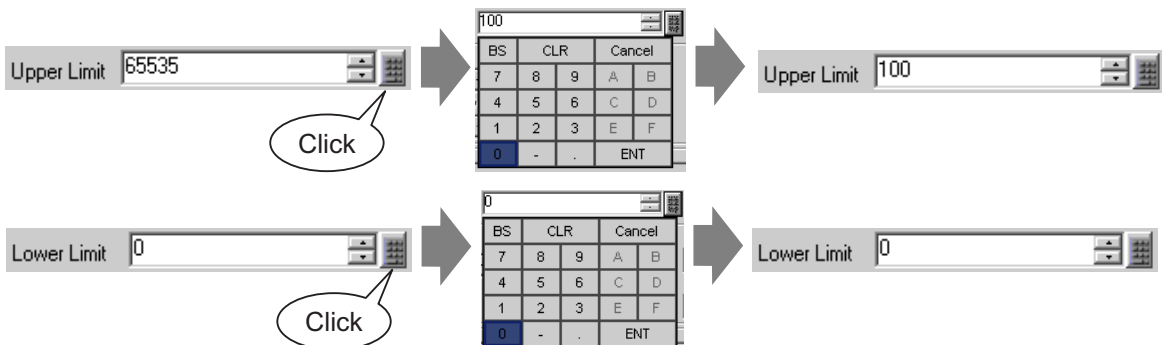 Upper Limit 65535
Click
100
BS CLR Cancel
7 8 9 A B
4 5 6 C D
1 2 3 E F
0 - . ENT
Upper Limit 100
Lower Limit 0
Click
0
BS CLR Cancel
7 8 9 A B
4 5 6 C D
1 2 3 E F
0 - . ENT
Lower Limit 0